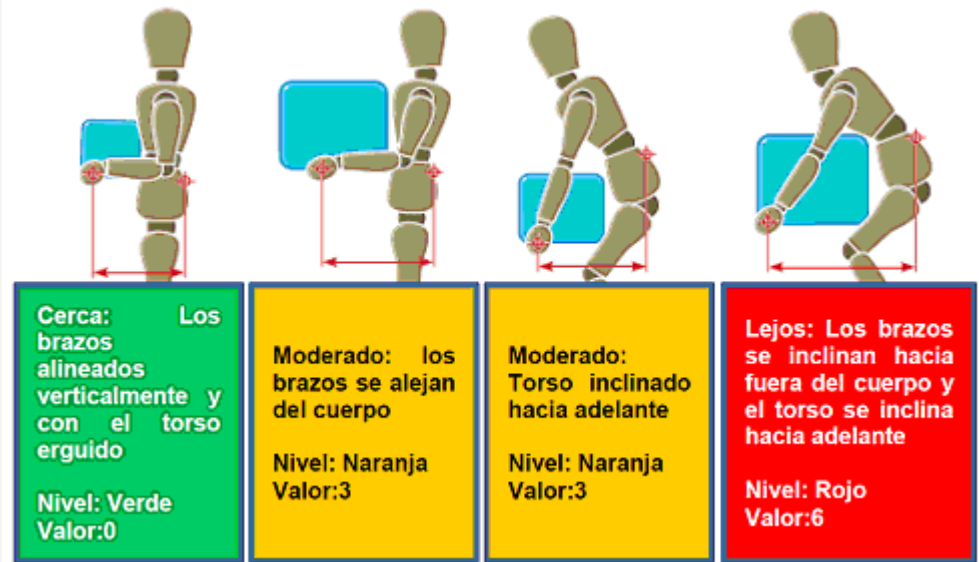 Cerca: Los
brazos
alineados
verticalmente y
con el torso
erguido
Nivel: Verde
Valor:0
Moderado: los
brazos se alejan
del cuerpo
Nivel: Naranja
Valor:3
Moderado:
Torso inclinado
hacia adelante
Nivel: Naranja
Valor:3
Lejos: Los brazos
se inclinan hacia
fuera del cuerpo y
el torso se inclina
hacia adelante
Nivel: Rojo
Valor:6